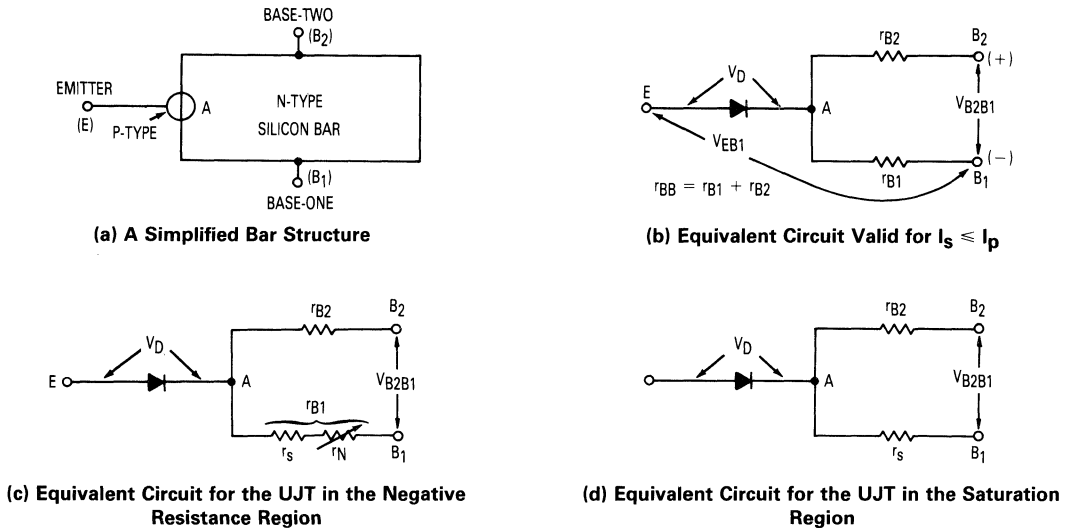 BASE-TWO
(B2)
EMITTER
(E)
P-TYPE
A
N-TYPE
SILICON BAR
(B1)
BASE-ONE
(a) A Simplified Bar Structure
rB2
B2
(+)
VD
E
A
VB2B1
VEB1
(−)
rB1
B1
rBB = rB1 + rB2
(b) Equivalent Circuit Valid for Is ⩽ Ip
rB2
B2
VD
E
A
VB2B1
rB1
rs
rN
B1
(c) Equivalent Circuit for the UJT in the Negative
Resistance Region
rB2
B2
VD
A
VB2B1
rs
B1
(d) Equivalent Circuit for the UJT in the Saturation
Region